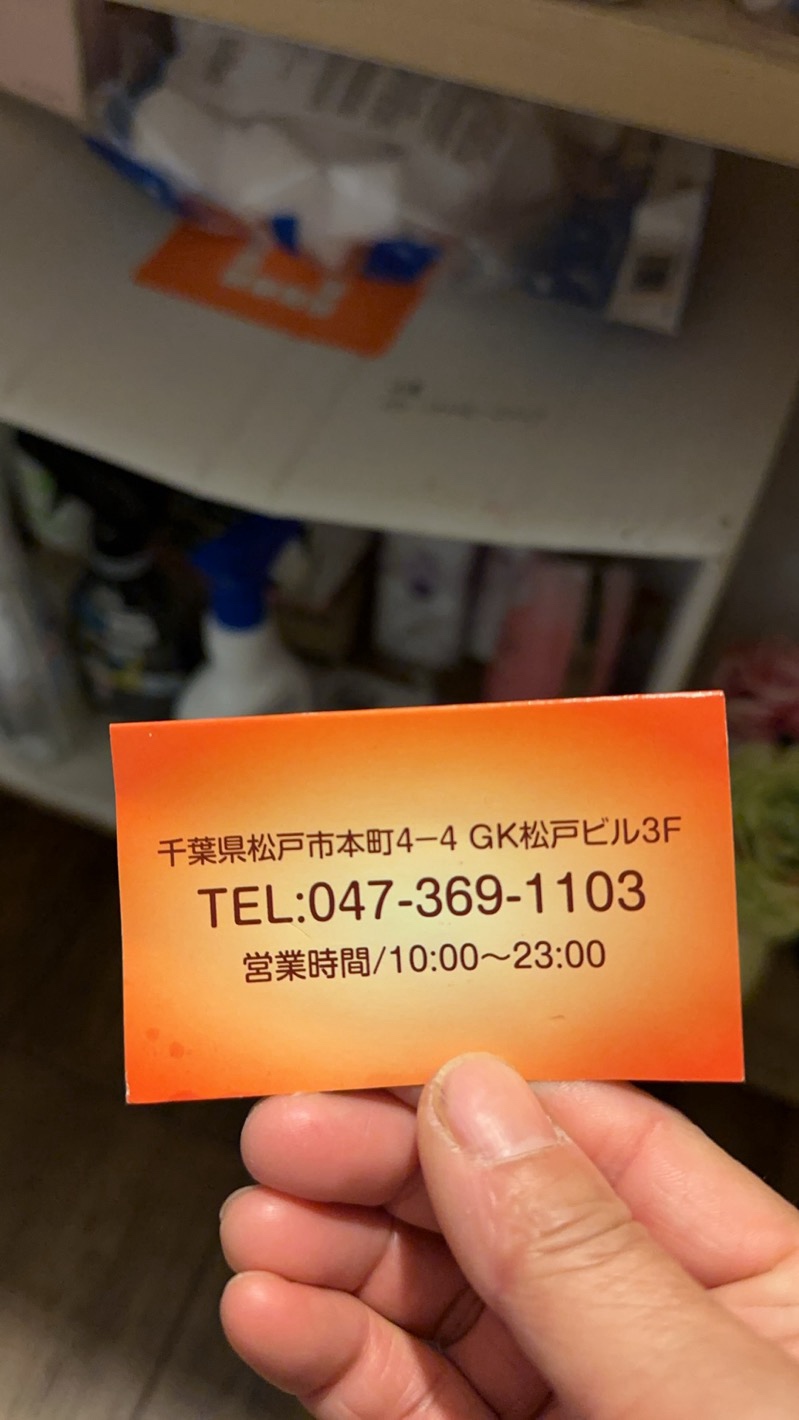 千葉県松戸市本町4−4 GK松戸ビル3F
TEL:047-369-1103
営業時間/10:00〜23:00